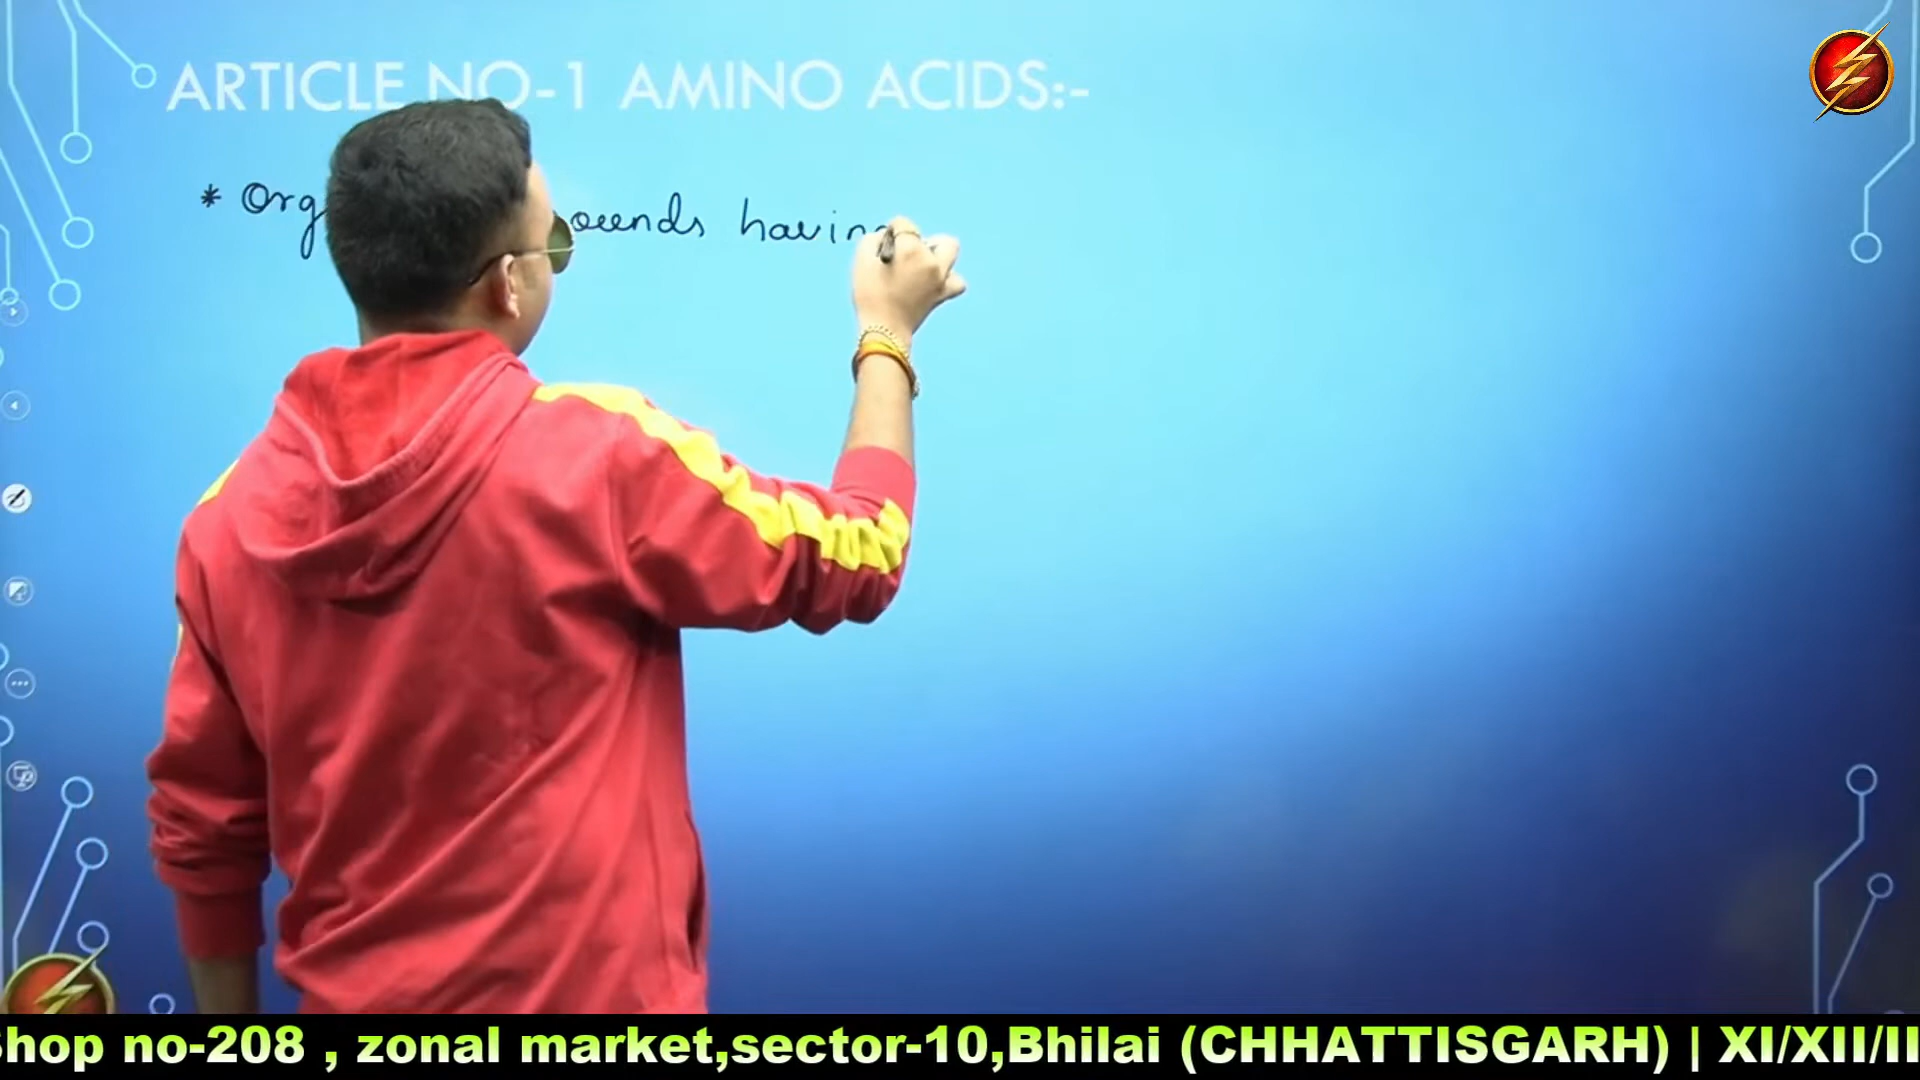 ARTICLE NO-1 AMINO ACIDS:-
* Org ounds having
Shop no-208 , zonal market,sector-10,Bhilai (CHHATTISGARH) | XI/XII/II